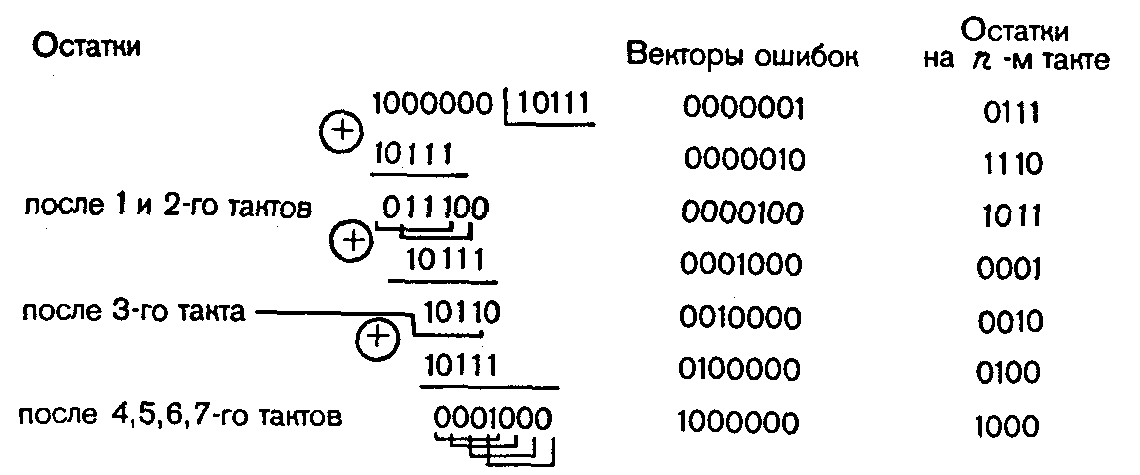 Остатки Векторы ошибок Остатки на n -м такте
1000000 10111 0000001 0111
+
10111 0000010 1110
после 1 и 2-го тактов 011100 0000100 1011
+
10111 0001000 0001
после 3-го такта 10110 0010000 0010
+
10111 0100000 0100
после 4,5,6,7-го тактов 0001000 1000000 1000